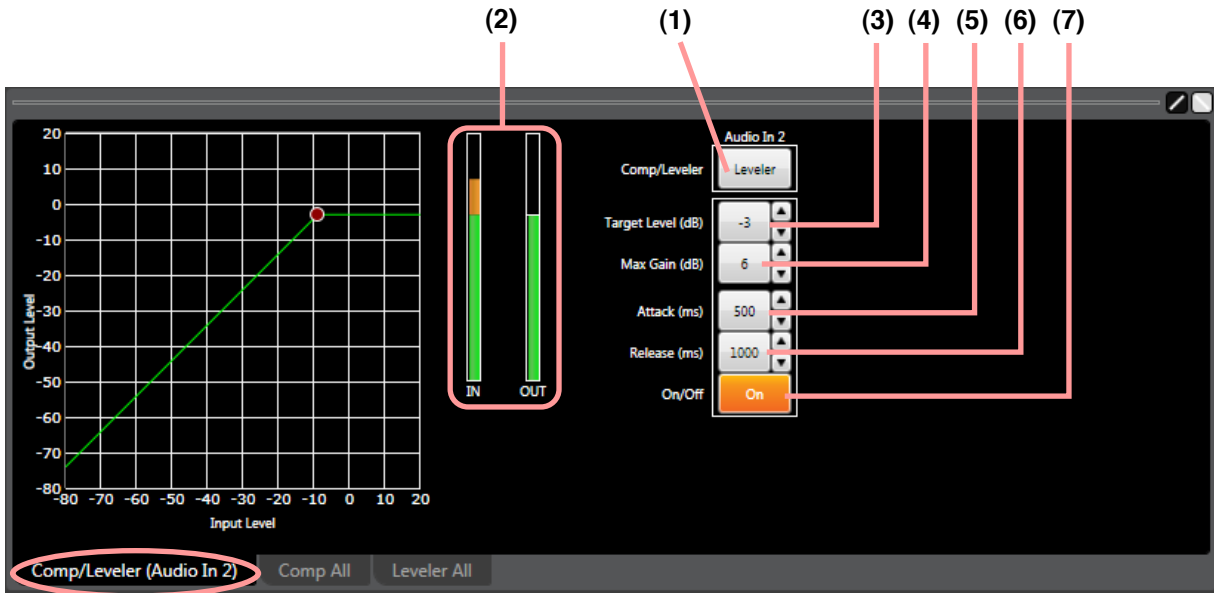 (2) (1) (3) (4) (5) (6) (7)
Audio In 2
Comp/Leveler Leveler
Target Level (dB) -3
Max Gain (dB) 6
Attack (ms) 500
Release (ms) 1000
On/Off On
20
10
0
-10
-20
-30
-40
-50
-60
-70
-80
Output Level
-80 -70 -60 -50 -40 -30 -20 -10 0 10 20
Input Level
IN OUT
Comp/Leveler (Audio In 2) Comp All Leveler All